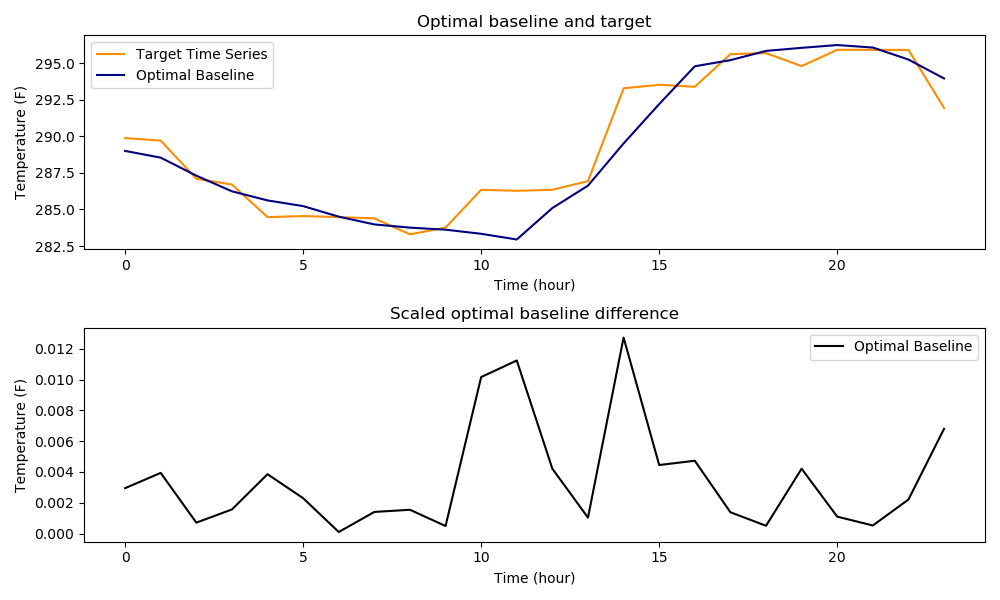 Optimal baseline and target
Target Time Series
Optimal Baseline
Temperature (F)
295.0
292.5
290.0
287.5
285.0
282.5
0 5 10 15 20
Time (hour)
Scaled optimal baseline difference
Optimal Baseline
Temperature (F)
0.012
0.010
0.008
0.006
0.004
0.002
0.000
0 5 10 15 20
Time (hour)